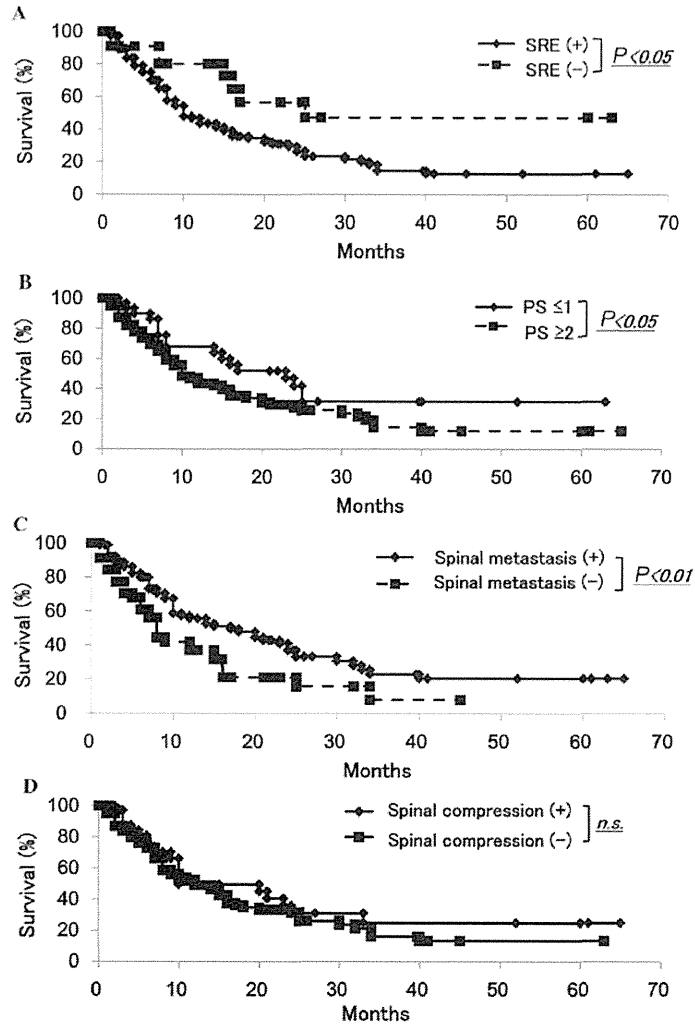 A
100
80
60
40
20
0
Survival (%)
0 10 20 30 40 50 60 70
Months
SRE (+)
SRE (−)
P<0.05
B
100
80
60
40
20
0
Survival (%)
0 10 20 30 40 50 60 70
Months
PS ≤1
PS ≥2
P<0.05
C
100
80
60
40
20
0
Survival (%)
0 10 20 30 40 50 60 70
Months
Spinal metastasis (+)
Spinal metastasis (−)
P<0.01
D
100
80
60
40
20
0
Survival (%)
0 10 20 30 40 50 60 70
Months
Spinal compression (+)
Spinal compression (−)
n.s.